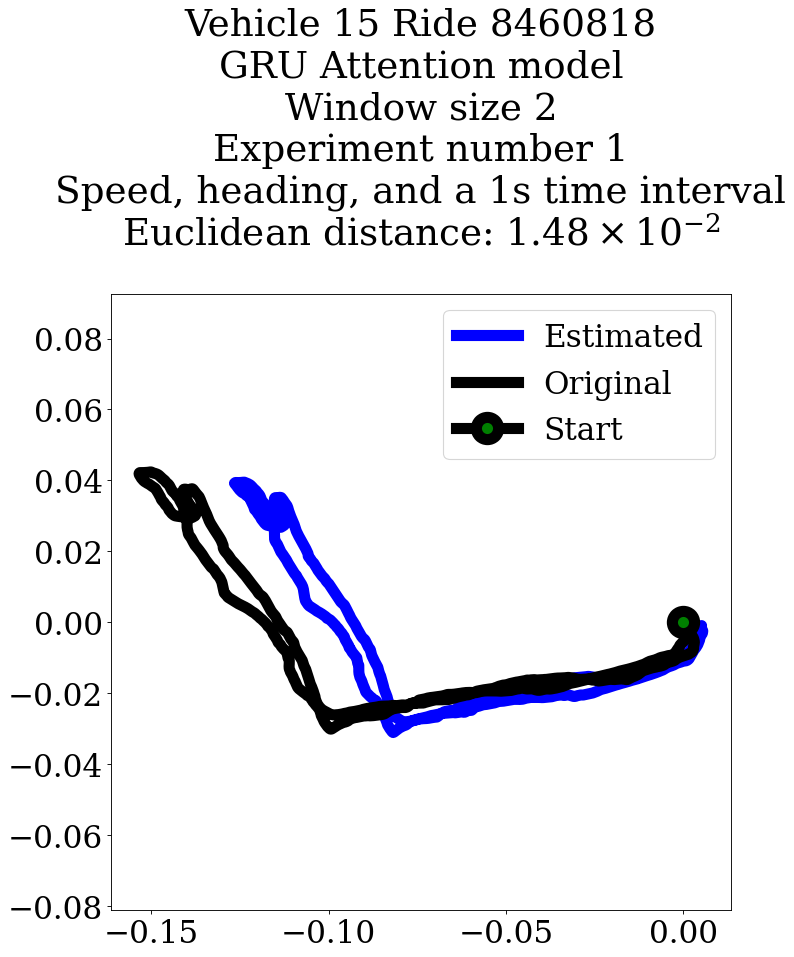 Vehicle 15 Ride 8460818
GRU Attention model
Window size 2
Experiment number 1
Speed, heading, and a 1s time interval
Euclidean distance: 1.48 × 10⁻²
Estimated
Original
Start
0.08
0.06
0.04
0.02
0.00
−0.02
−0.04
−0.06
−0.08
−0.15 −0.10 −0.05 0.00